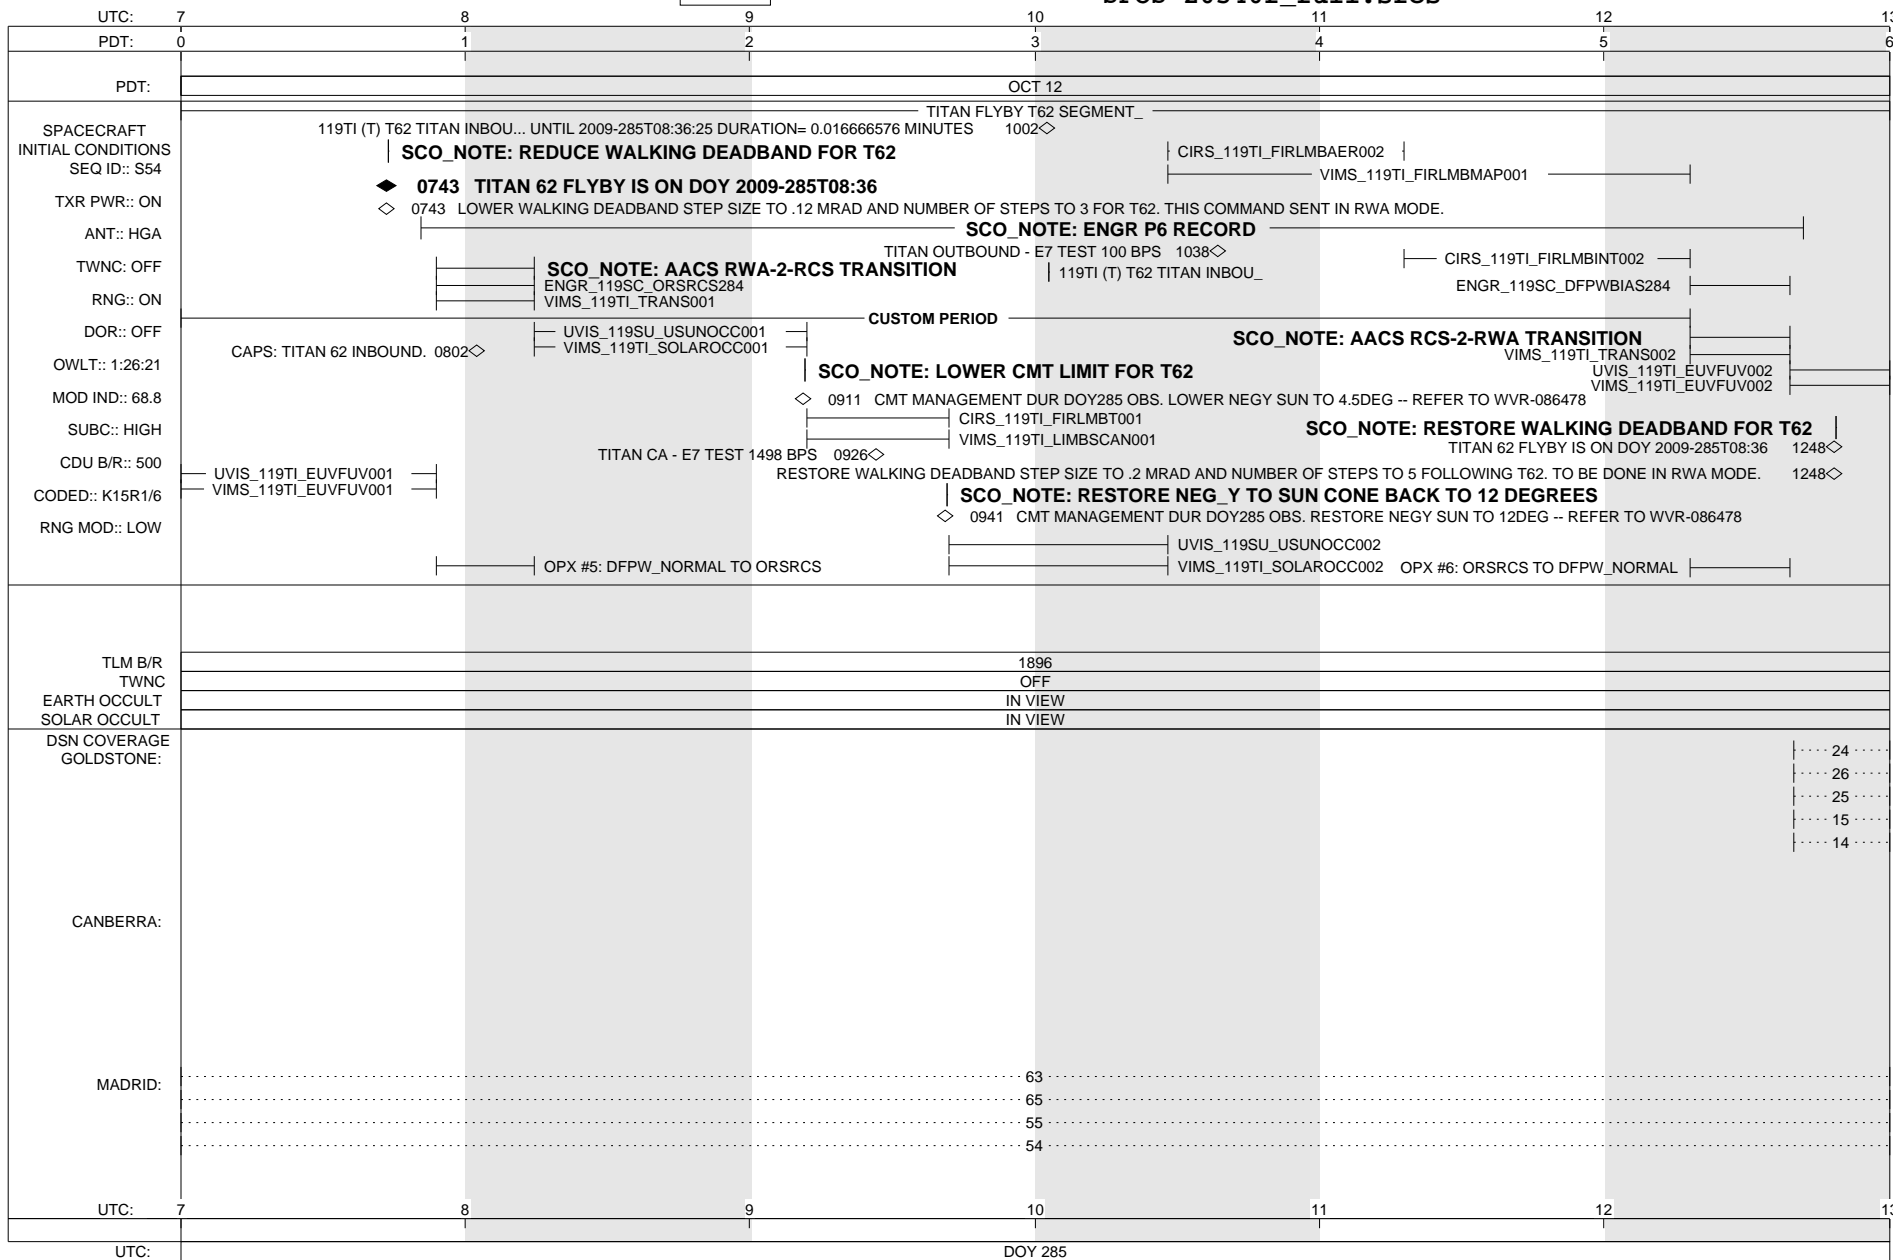 UTC: 7 8 9 10 11 12 13
PDT: 0 1 2 3 4 5 6
PDT: OCT 12
TITAN FLYBY T62 SEGMENT_
SPACECRAFT
INITIAL CONDITIONS
SEQ ID:: S54
TXR PWR:: ON
ANT:: HGA
TWNC: OFF
RNG:: ON
DOR:: OFF
OWLT:: 1:26:21
MOD IND:: 68.8
SUBC:: HIGH
CDU B/R:: 500
CODED:: K15R1/6
RNG MOD:: LOW
119TI (T) T62 TITAN INBOU... UNTIL 2009-285T08:36:25 DURATION= 0.016666576 MINUTES 1002
SCO_NOTE: REDUCE WALKING DEADBAND FOR T62
CIRS_119TI_FIRLMBAER002
VIMS_119TI_FIRLMBMAP001
0743 TITAN 62 FLYBY IS ON DOY 2009-285T08:36
0743 LOWER WALKING DEADBAND STEP SIZE TO .12 MRAD AND NUMBER OF STEPS TO 3 FOR T62. THIS COMMAND SENT IN RWA MODE.
SCO_NOTE: ENGR P6 RECORD
TITAN OUTBOUND - E7 TEST 100 BPS 1038
CIRS_119TI_FIRLMBINT002
SCO_NOTE: AACS RWA-2-RCS TRANSITION
119TI (T) T62 TITAN INBOU_
ENGR_119SC_ORSRCS284
ENGR_119SC_DFPWBIAS284
VIMS_119TI_TRANS001
CUSTOM PERIOD
UVIS_119SU_USUNOCC001
SCO_NOTE: AACS RCS-2-RWA TRANSITION
VIMS_119TI_SOLAROCC001
CAPS: TITAN 62 INBOUND. 0802
VIMS_119TI_TRANS002
SCO_NOTE: LOWER CMT LIMIT FOR T62
UVIS_119TI_EUVFUV002
VIMS_119TI_EUVFUV002
0911 CMT MANAGEMENT DUR DOY285 OBS. LOWER NEGY SUN TO 4.5DEG -- REFER TO WVR-086478
CIRS_119TI_FIRLMBT001
SCO_NOTE: RESTORE WALKING DEADBAND FOR T62
VIMS_119TI_LIMBSCAN001
TITAN 62 FLYBY IS ON DOY 2009-285T08:36 1248
TITAN CA - E7 TEST 1498 BPS 0926
UVIS_119TI_EUVFUV001
RESTORE WALKING DEADBAND STEP SIZE TO .2 MRAD AND NUMBER OF STEPS TO 5 FOLLOWING T62. TO BE DONE IN RWA MODE. 1248
VIMS_119TI_EUVFUV001
SCO_NOTE: RESTORE NEG_Y TO SUN CONE BACK TO 12 DEGREES
0941 CMT MANAGEMENT DUR DOY285 OBS. RESTORE NEGY SUN TO 12DEG -- REFER TO WVR-086478
UVIS_119SU_USUNOCC002
OPX #5: DFPW_NORMAL TO ORSRCS
VIMS_119TI_SOLAROCC002
OPX #6: ORSRCS TO DFPW_NORMAL
TLM B/R 1896
TWNC OFF
EARTH OCCULT IN VIEW
SOLAR OCCULT IN VIEW
DSN COVERAGE
GOLDSTONE:
24
26
25
15
14
CANBERRA:
MADRID:
63
65
55
54
UTC: 7 8 9 10 11 12 13
UTC: DOY 285